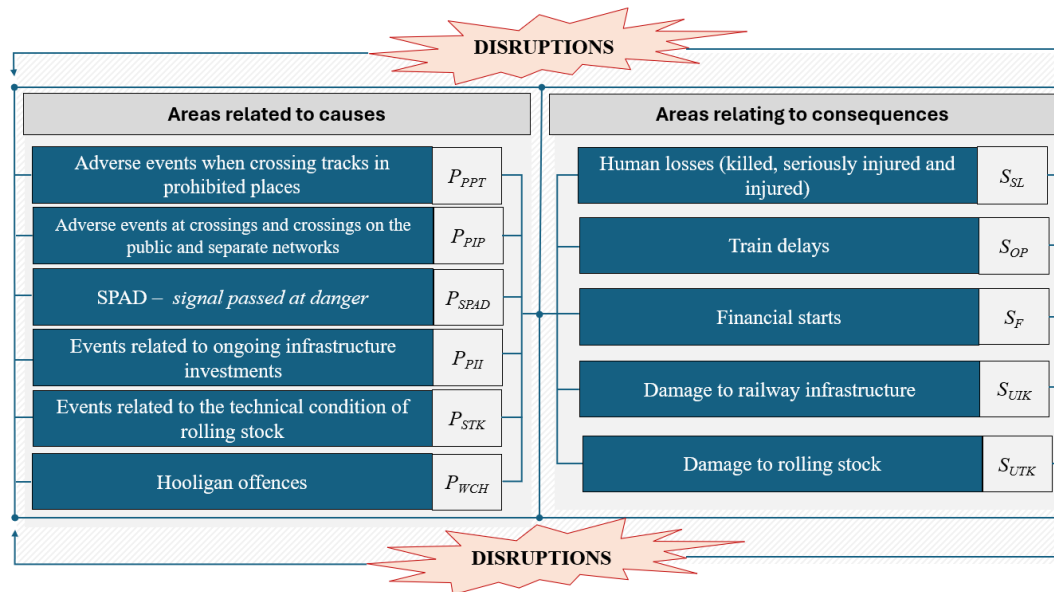 DISRUPTIONS
Areas related to causes
Adverse events when crossing tracks in
prohibited places
P_PPT
Adverse events at crossings and crossings on the
public and separate networks
P_PIP
SPAD – signal passed at danger
P_SPAD
Events related to ongoing infrastructure
investments
P_PII
Events related to the technical condition of
rolling stock
P_STK
Hooligan offences
P_WCH
Areas relating to consequences
Human losses (killed, seriously injured and
injured)
S_SL
Train delays
S_OP
Financial starts
S_F
Damage to railway infrastructure
S_UIK
Damage to rolling stock
S_UTK
DISRUPTIONS